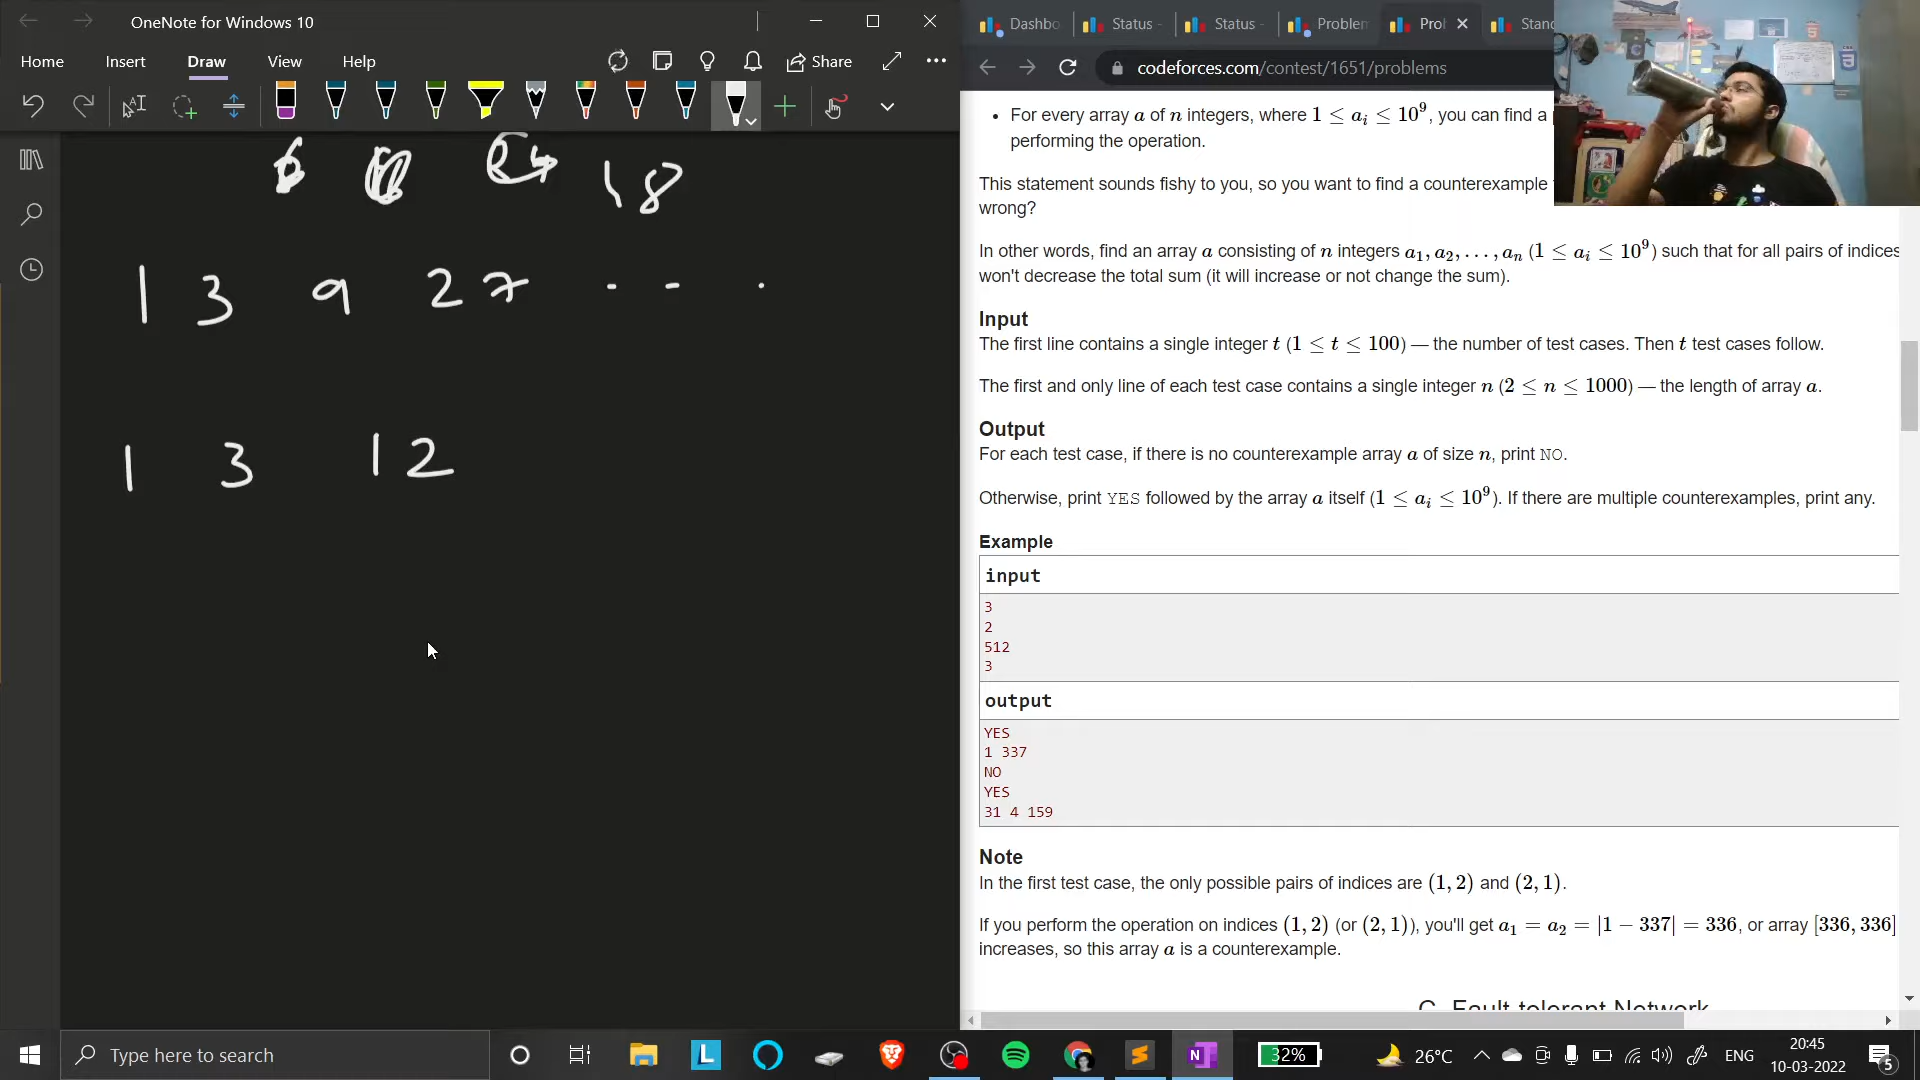 OneNote for Windows 10
Home Insert Draw View Help
Share
18
1 3 9 27 . . .
1 3 12
Dashbo Status - Status - Problem Prob Stand
codeforces.com/contest/1651/problems
• For every array a of n integers, where 1 ≤ aᵢ ≤ 10⁹, you can find a
performing the operation.
This statement sounds fishy to you, so you want to find a counterexample
wrong?
In other words, find an array a consisting of n integers a₁, a₂, …, aₙ (1 ≤ aᵢ ≤ 10⁹) such that for all pairs of indices
won't decrease the total sum (it will increase or not change the sum).
Input
The first line contains a single integer t (1 ≤ t ≤ 100) — the number of test cases. Then t test cases follow.
The first and only line of each test case contains a single integer n (2 ≤ n ≤ 1000) — the length of array a.
Output
For each test case, if there is no counterexample array a of size n, print NO.
Otherwise, print YES followed by the array a itself (1 ≤ aᵢ ≤ 10⁹). If there are multiple counterexamples, print any.
Example
input
3
2
512
3
output
YES
1 337
NO
YES
31 4 159
Note
In the first test case, the only possible pairs of indices are (1, 2) and (2, 1).
If you perform the operation on indices (1, 2) (or (2, 1)), you'll get a₁ = a₂ = |1 − 337| = 336, or array [336, 336]
increases, so this array a is a counterexample.
C. Fault-tolerant Network
Type here to search
32%
26°C
ENG
20:45
10-03-2022
5